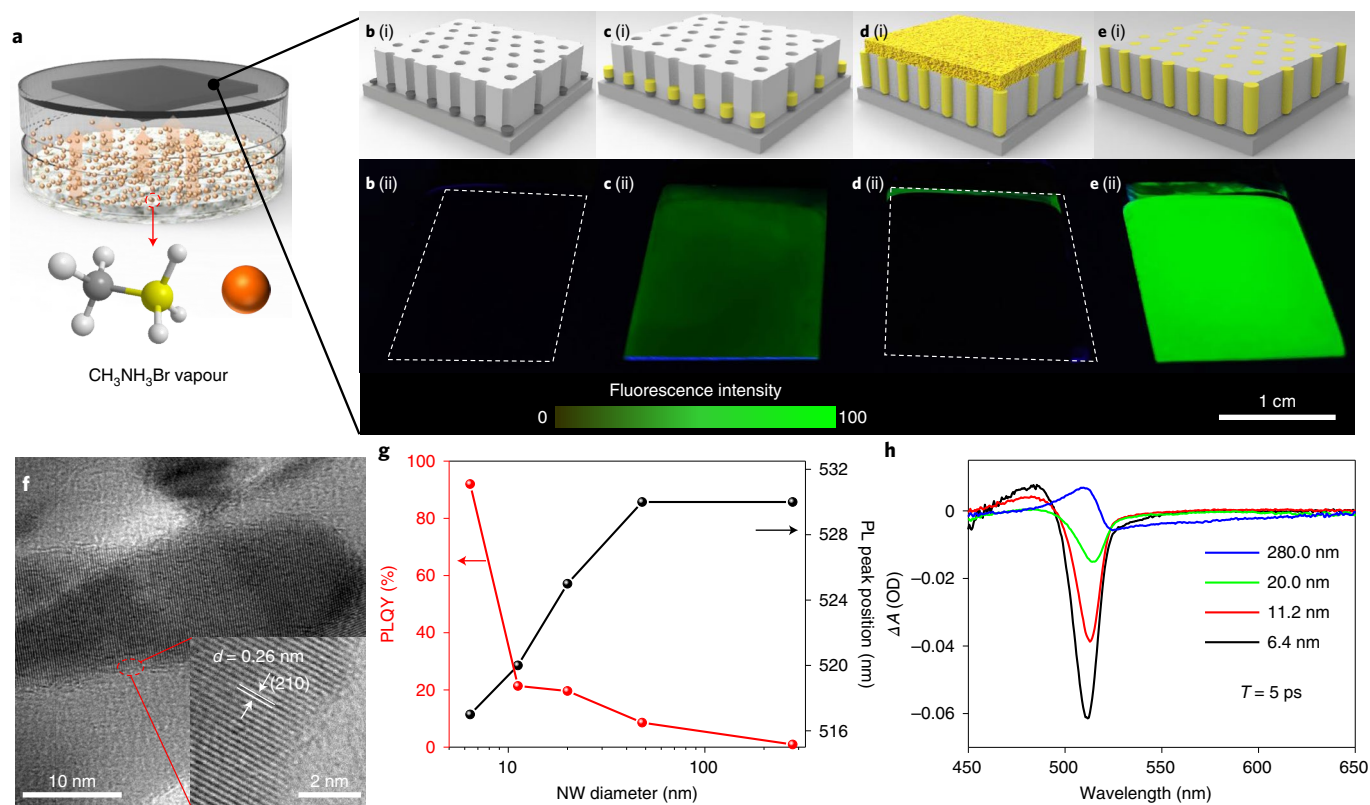 a
CH₃NH₃Br vapour
b (i)
c (i)
d (i)
e (i)
b (ii)
c (ii)
d (ii)
e (ii)
Fluorescence intensity
0
100
1 cm
f
d = 0.26 nm
(210)
10 nm
2 nm
g
PLQY (%)
100
80
60
40
20
0
10
100
NW diameter (nm)
532
528
524
520
516
PL peak position (nm)
h
ΔA (OD)
0
−0.02
−0.04
−0.06
280.0 nm
20.0 nm
11.2 nm
6.4 nm
T = 5 ps
450
500
550
600
650
Wavelength (nm)